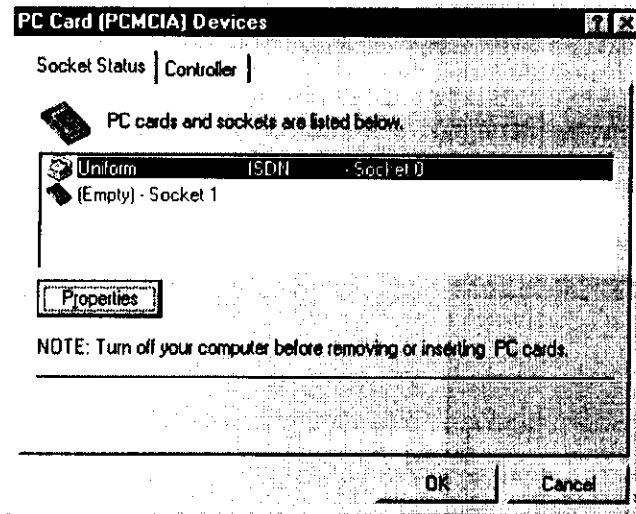 PC Card (PCMCIA) Devices
Socket Status Controller
PC cards and sockets are listed below.
Uniform ISDN - Socket 0
(Empty) - Socket 1
Properties
NOTE: Turn off your computer before removing or inserting PC cards.
OK Cancel